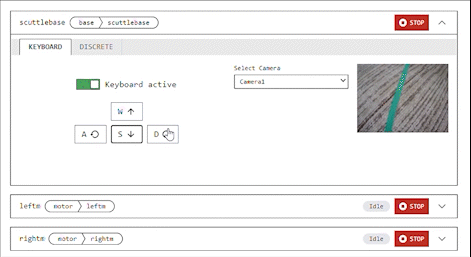 scuttlebase base scuttlebase STOP
KEYBOARD DISCRETE
Keyboard active
Select Camera
Camera1
W
A S D
leftm motor leftm Idle STOP
rightm motor rightm Idle STOP